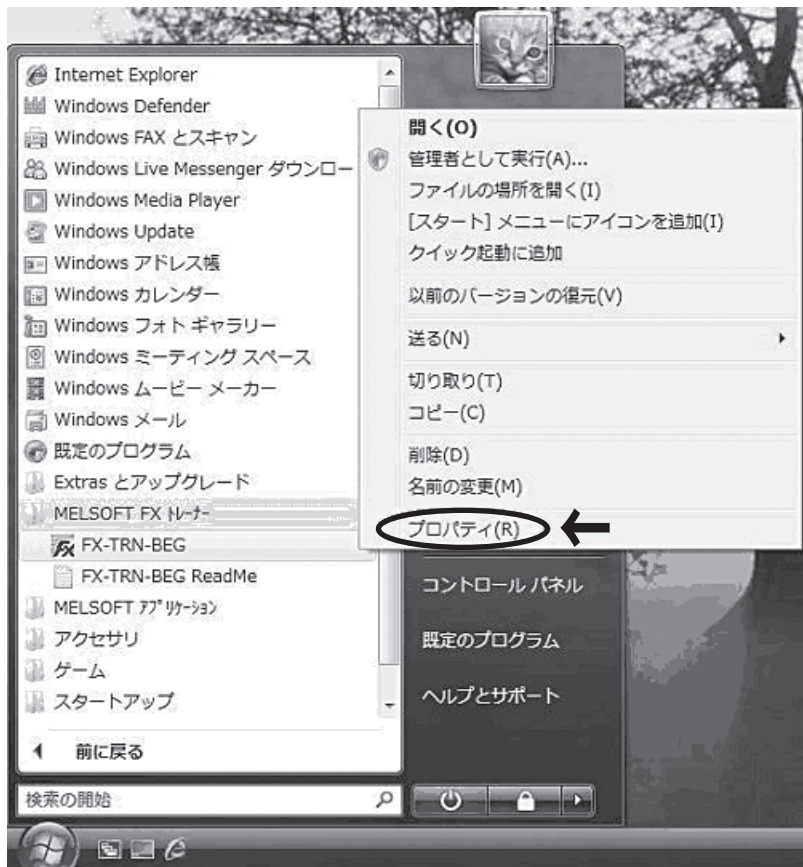 Internet Explorer
Windows Defender
Windows FAX とスキャン
Windows Live Messenger ダウンロー
Windows Media Player
Windows Update
Windows アドレス帳
Windows カレンダー
Windows フォト ギャラリー
Windows ミーティング スペース
Windows ムービー メーカー
Windows メール
既定のプログラム
Extras とアップグレード
MELSOFT FX ﾄﾚｰﾅｰ
FX-TRN-BEG
FX-TRN-BEG ReadMe
MELSOFT ｱﾌﾟﾘｹｰｼｮﾝ
アクセサリ
ゲーム
スタートアップ
前に戻る
検索の開始
開く(O)
管理者として実行(A)...
ファイルの場所を開く(I)
[スタート] メニューにアイコンを追加(I)
クイック起動に追加
以前のバージョンの復元(V)
送る(N)
切り取り(T)
コピー(C)
削除(D)
名前の変更(M)
プロパティ(R)
コントロール パネル
既定のプログラム
ヘルプとサポート